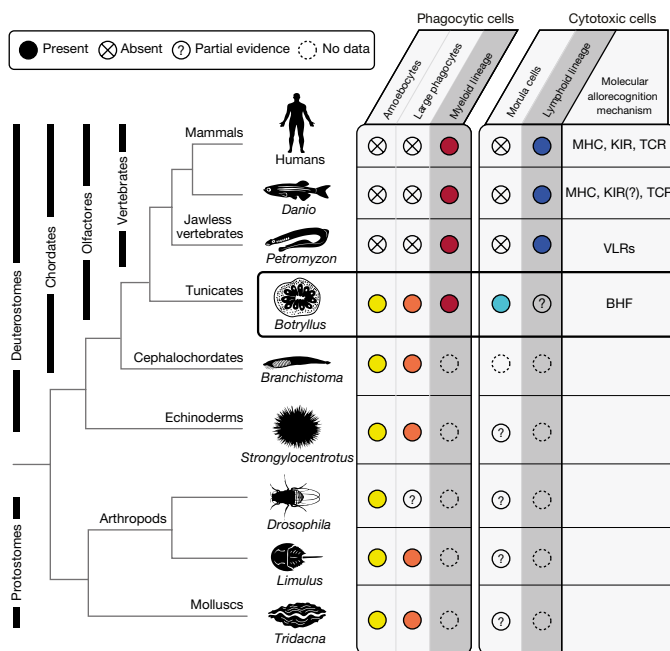 Phagocytic cells
Cytotoxic cells
Present
Absent
? Partial evidence
No data
Amoebocytes
Large phagocytes
Myeloid lineage
Morula cells
Lymphoid lineage
Molecular
allorecognition
mechanism
Deuterostomes
Chordates
Olfactores
Vertebrates
Mammals
Humans
MHC, KIR, TCR
Danio
MHC, KIR(?), TCR
Jawless
vertebrates
Petromyzon
VLRs
Tunicates
Botryllus
?
BHF
Cephalochordates
Branchistoma
Echinoderms
Strongylocentrotus
?
Protostomes
Arthropods
Drosophila
?
?
Limulus
?
Molluscs
Tridacna
?